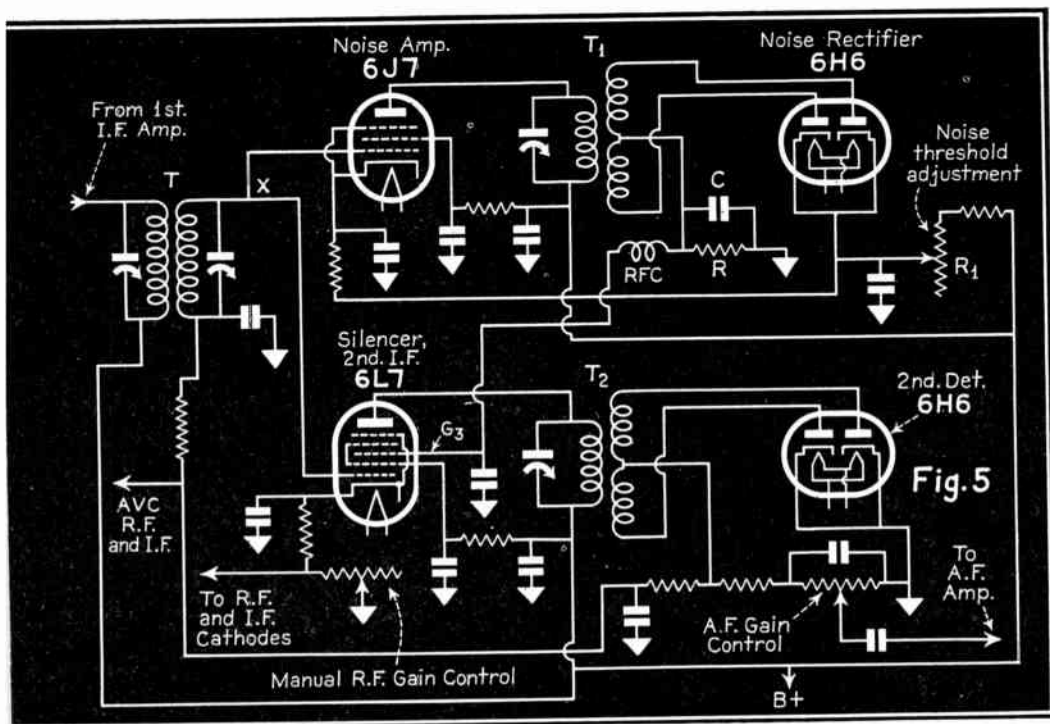 Noise Amp.
6J7
T1
Noise Rectifier
6H6
From 1st.
I.F. Amp.
T
X
Noise
threshold
adjustment
C
RFC
R
R1
Silencer,
2nd. I.F.
6L7
G3
T2
2nd. Det.
6H6
Fig. 5
AVC
R.F.
and I.F.
To R.F.
and I.F.
Cathodes
Manual R.F. Gain Control
A.F. Gain
Control
To
A.F.
Amp.
B+